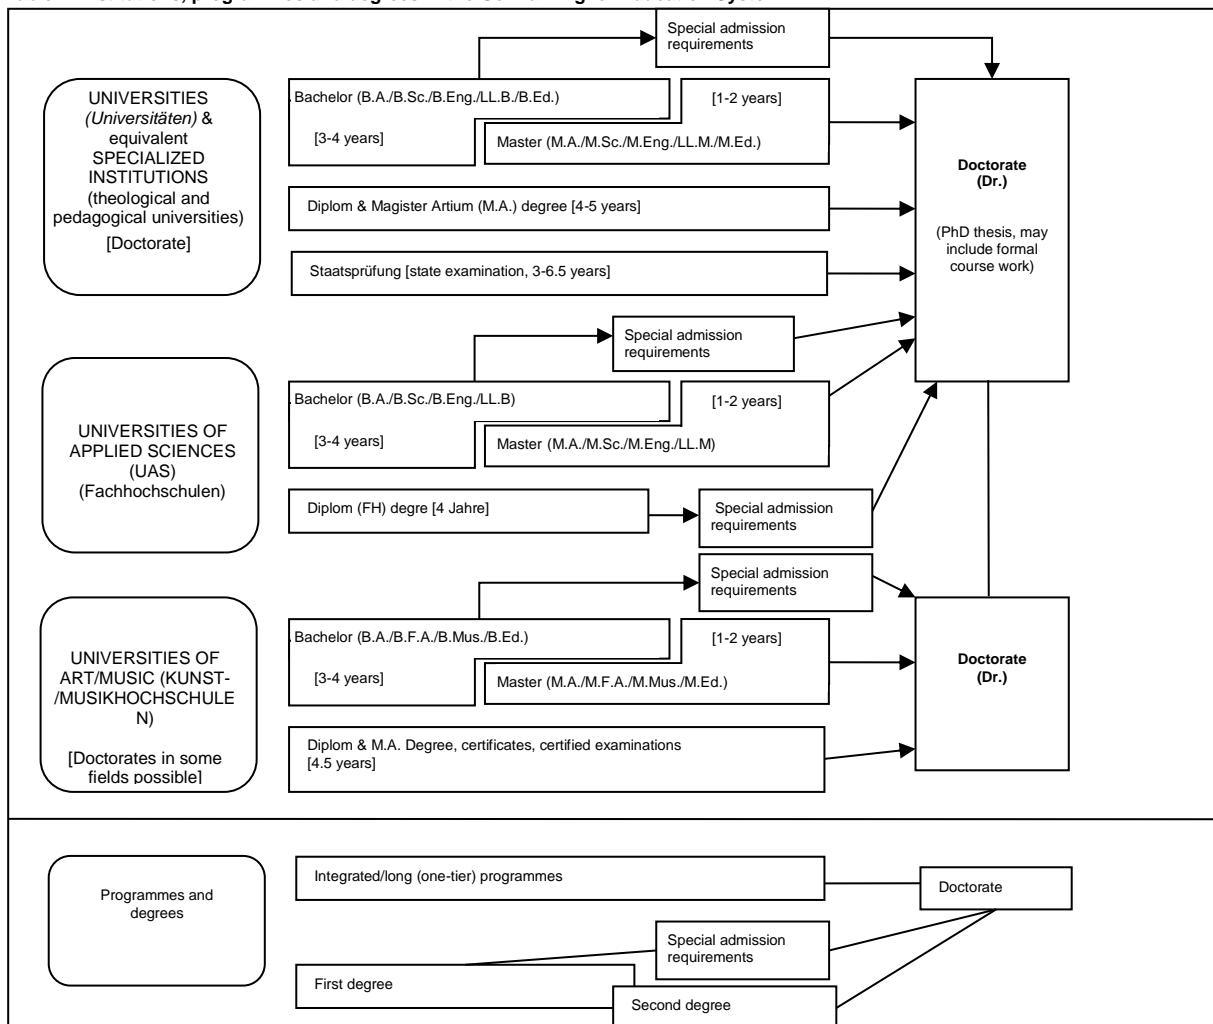 Special admission
requirements
UNIVERSITIES
(Universitäten) &
equivalent
SPECIALIZED
INSTITUTIONS
(theological and
pedagogical universities)
[Doctorate]
Bachelor (B.A./B.Sc./B.Eng./LL.B./B.Ed.)
[3-4 years]
[1-2 years]
Master (M.A./M.Sc./M.Eng./LL.M./M.Ed.)
Diplom & Magister Artium (M.A.) degree [4-5 years]
Staatsprüfung [state examination, 3-6.5 years]
Doctorate
(Dr.)
(PhD thesis, may
include formal
course work)
UNIVERSITIES OF
APPLIED SCIENCES
(UAS)
(Fachhochschulen)
Special admission
requirements
Bachelor (B.A./B.Sc./B.Eng./LL.B)
[3-4 years]
[1-2 years]
Master (M.A./M.Sc./M.Eng./LL.M)
Diplom (FH) degre [4 Jahre]
Special admission
requirements
UNIVERSITIES OF
ART/MUSIC (KUNST-
/MUSIKHOCHSCHULE
N)
[Doctorates in some
fields possible]
Special admission
requirements
Bachelor (B.A./B.F.A./B.Mus./B.Ed.)
[3-4 years]
[1-2 years]
Master (M.A./M.F.A./M.Mus./M.Ed.)
Diplom & M.A. Degree, certificates, certified examinations
[4.5 years]
Doctorate
(Dr.)
Programmes and
degrees
Integrated/long (one-tier) programmes
Doctorate
Special admission
requirements
First degree
Second degree